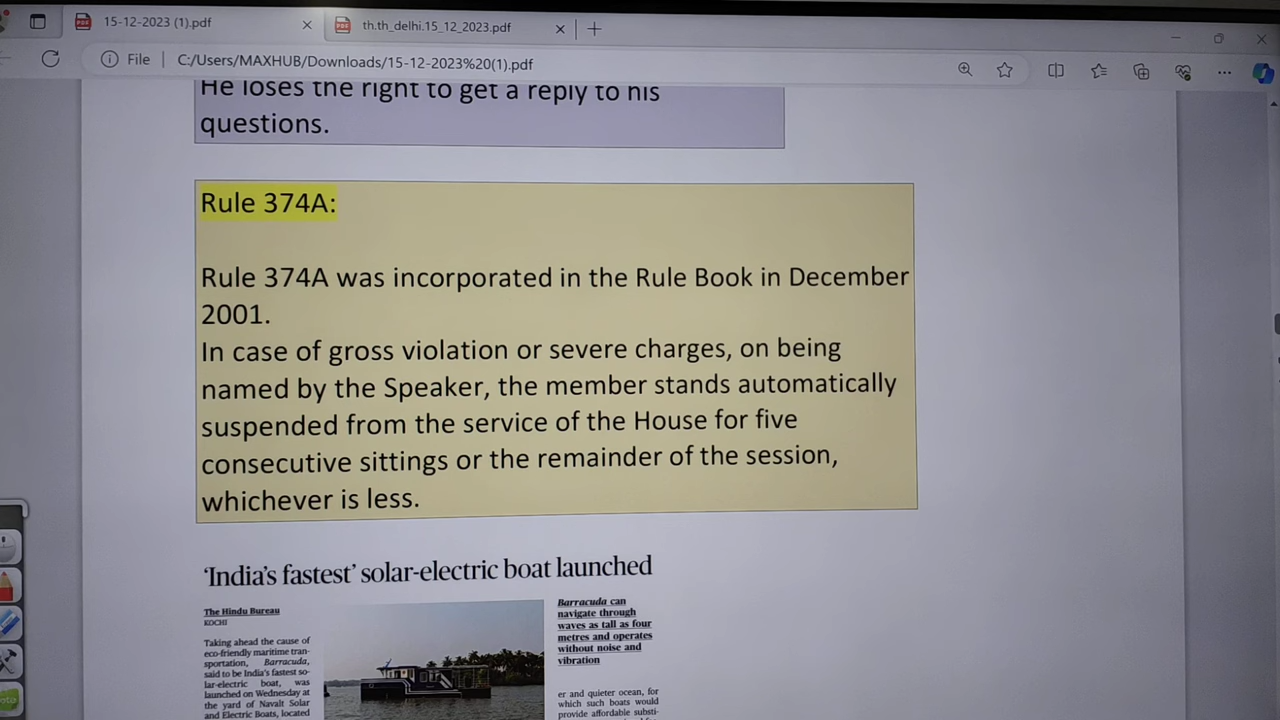 15-12-2023 (1).pdf
th.th_delhi.15_12_2023.pdf
File
C:/Users/MAXHUB/Downloads/15-12-2023%20(1).pdf
He loses the right to get a reply to his
questions.
Rule 374A:
Rule 374A was incorporated in the Rule Book in December
2001.
In case of gross violation or severe charges, on being
named by the Speaker, the member stands automatically
suspended from the service of the House for five
consecutive sittings or the remainder of the session,
whichever is less.
‘India’s fastest’ solar-electric boat launched
The Hindu Bureau
KOCHI
Taking ahead the cause of
eco-friendly maritime tran-
sportation, Barracuda,
said to be India's fastest so-
lar-electric boat, was
launched on Wednesday at
the yard of Navalt Solar
and Electric Boats, located
Barracuda can
navigate through
waves as tall as four
metres and operates
without noise and
vibration
er and quieter ocean, for
which such boats would
provide affordable substi-